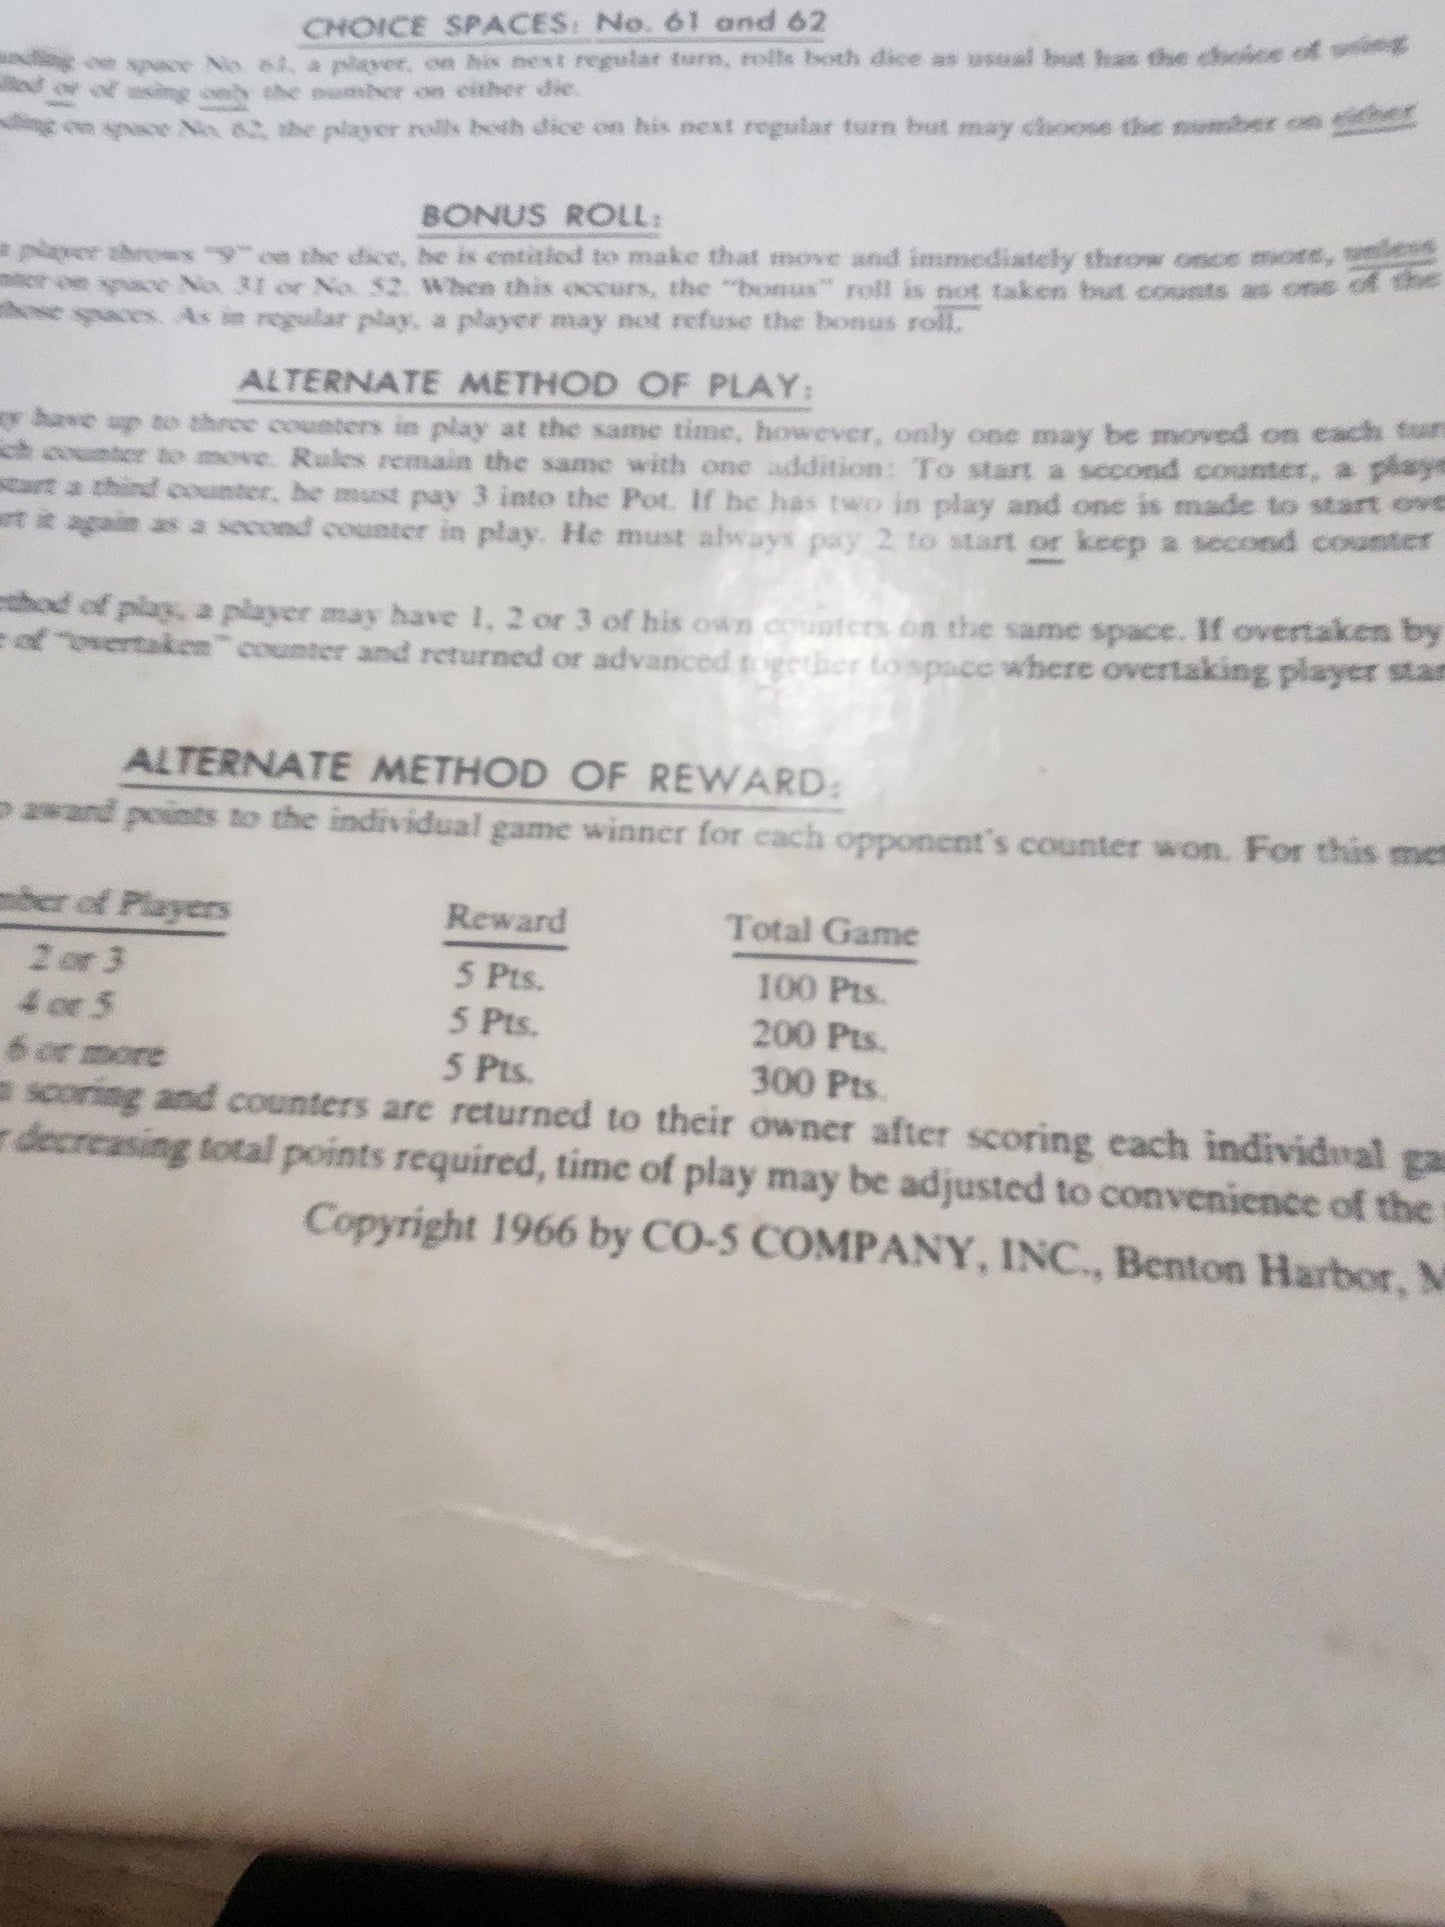 CHOICE SPACES: No. 61 and 62
on space No. 61, a player, on his next regular turn, rolls both dice as usual but has the choice of using
or of using only the number on either die.
on space No. 62, the player rolls both dice on his next regular turn but may choose the number on either
BONUS ROLL:
a player throws "9" on the dice, he is entitled to make that move and immediately throw once more, unless
on space No. 31 or No. 52. When this occurs, the "bonus" roll is not taken but counts as one of the
those spaces. As in regular play, a player may not refuse the bonus roll.
ALTERNATE METHOD OF PLAY:
have up to three counters in play at the same time, however, only one may be moved on each
counter to move. Rules remain the same with one addition: To start a second counter, a
start a third counter, he must pay 3 into the Pot. If he has two in play and one is made to start
it again as a second counter in play. He must always pay 2 to start or keep a second counter
of play, a player may have 1, 2 or 3 of his own counters on the same space. If overtaken by
of "overtaken" counter and returned or advanced together to space where overtaking player
ALTERNATE METHOD OF REWARD:
award points to the individual game winner for each opponent's counter won. For this
of Players Reward Total Game
2 or 3 5 Pts. 100 Pts.
4 or 5 5 Pts. 200 Pts.
6 or more 5 Pts. 300 Pts.
scoring and counters are returned to their owner after scoring each individual
decreasing total points required, time of play may be adjusted to convenience of the
Copyright 1966 by CO-5 COMPANY, INC., Benton Harbor, M